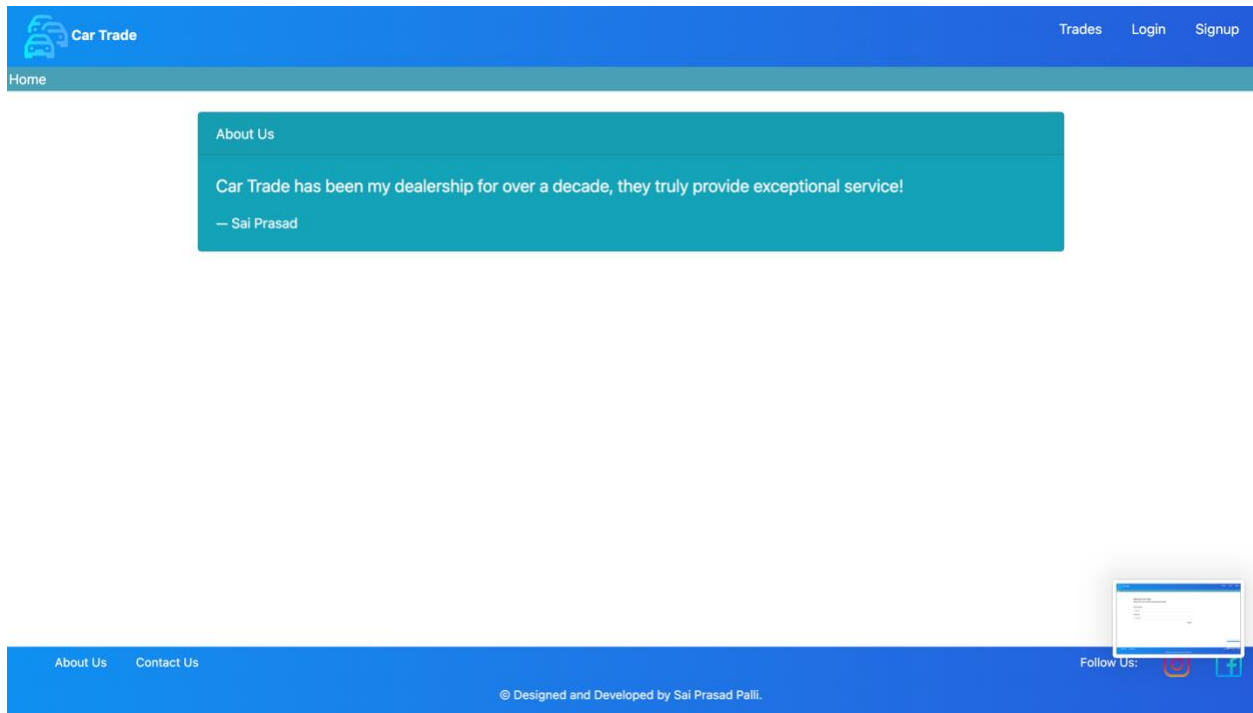 Car Trade
Trades Login Signup
Home
About Us
Car Trade has been my dealership for over a decade, they truly provide exceptional service!
— Sai Prasad
About Us Contact Us
Follow Us:
© Designed and Developed by Sai Prasad Palli.